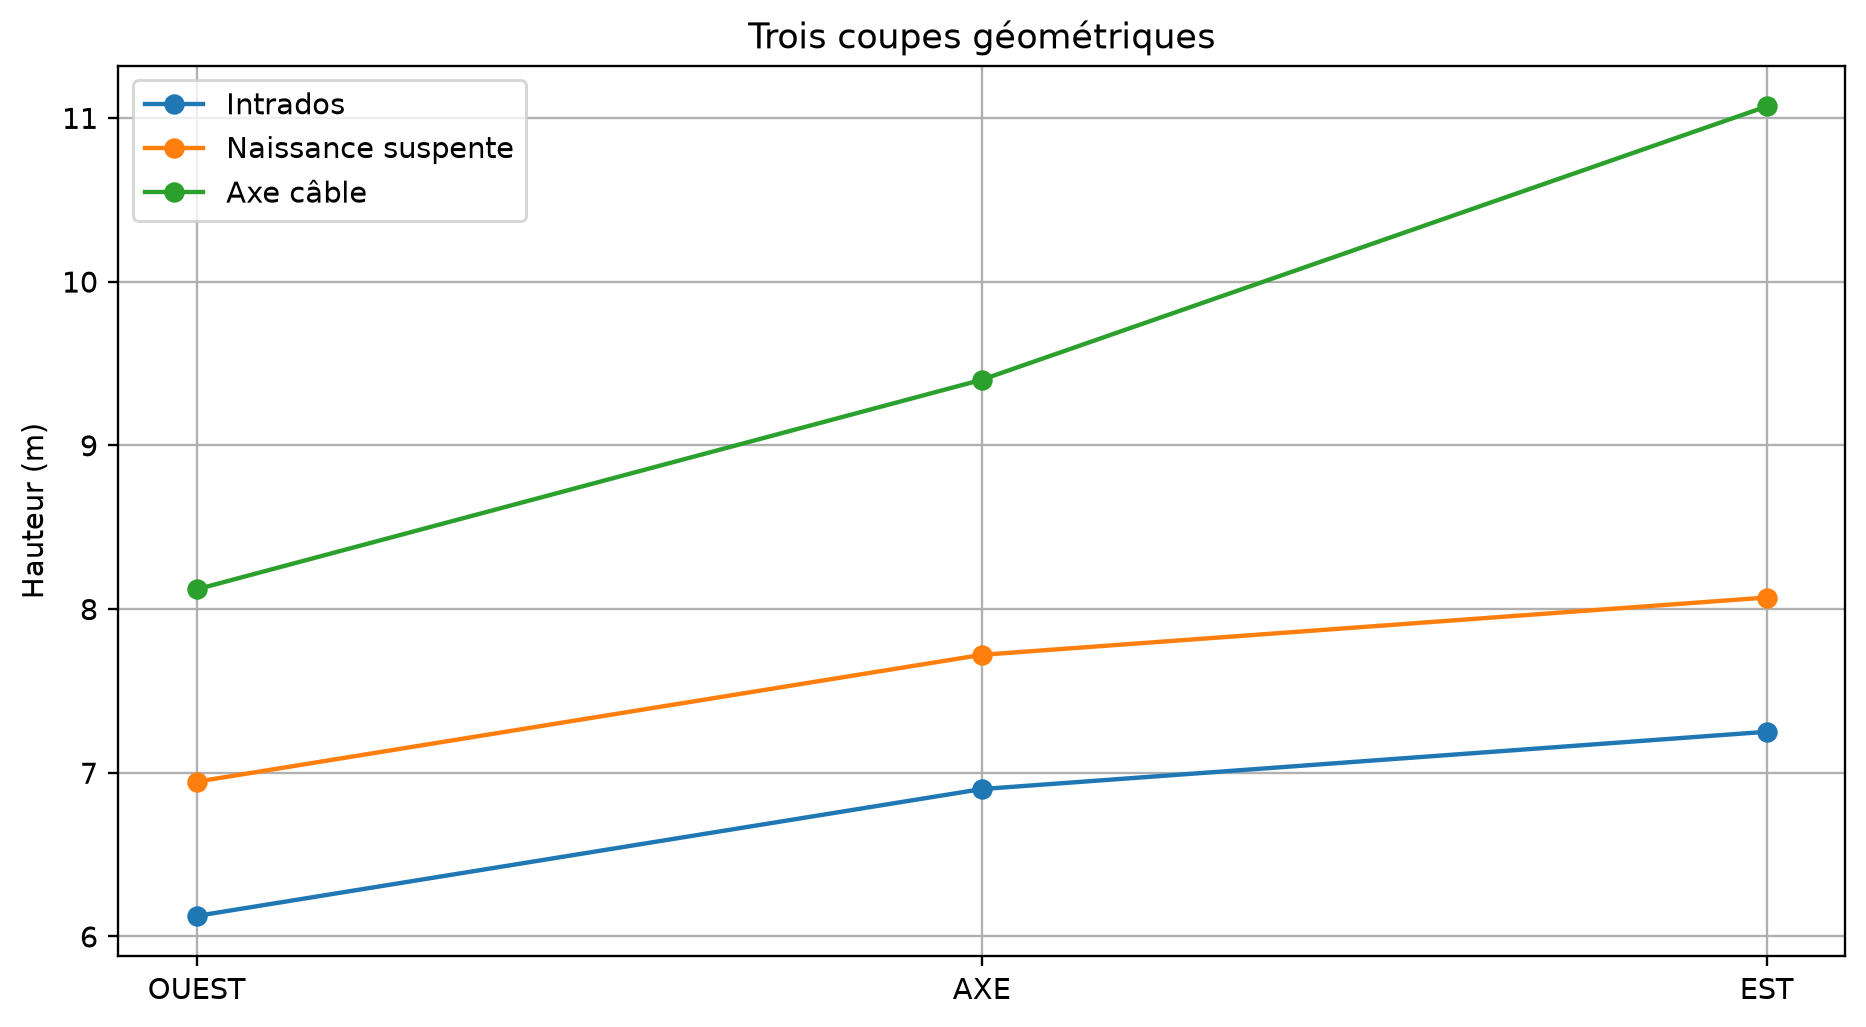 Trois coupes géométriques
Intrados
Naissance suspente
Axe câble
Hauteur (m)
11
10
9
8
7
6
OUEST
AXE
EST